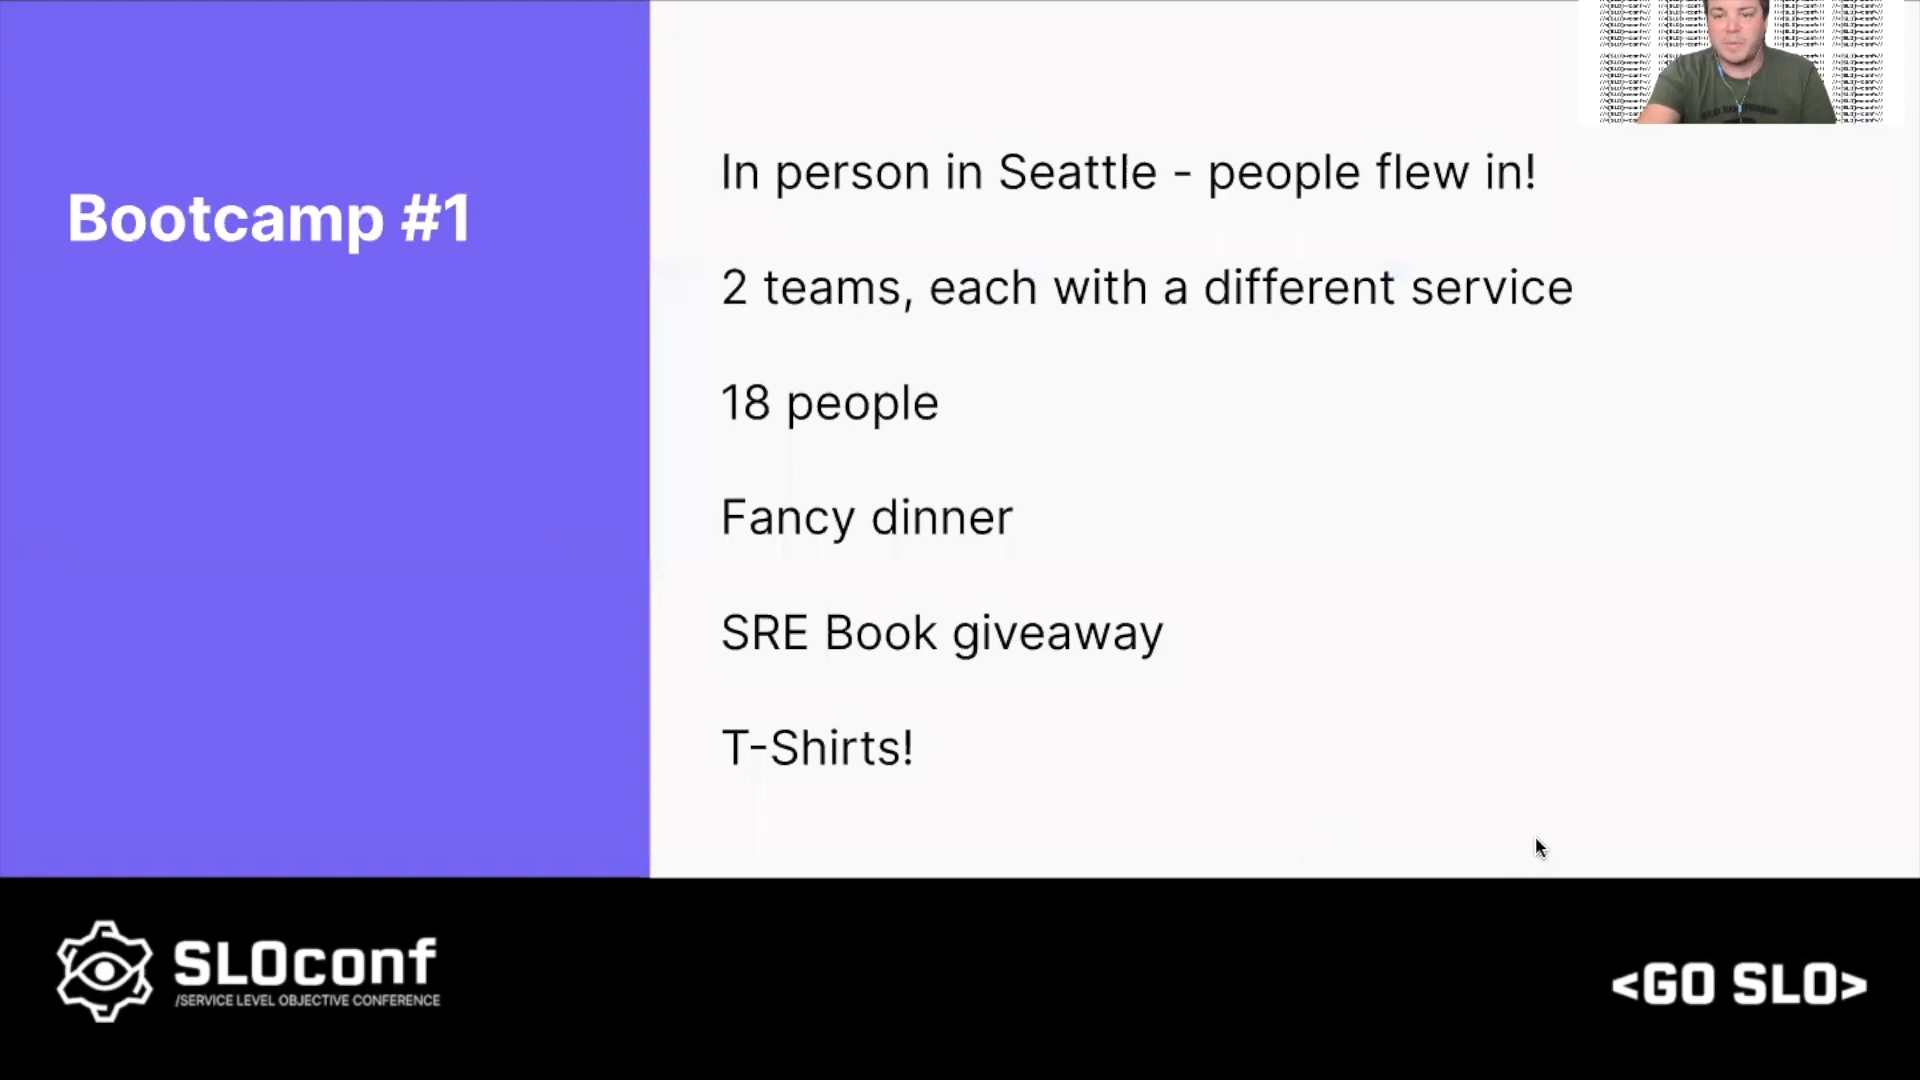 Bootcamp #1
In person in Seattle - people flew in!
2 teams, each with a different service
18 people
Fancy dinner
SRE Book giveaway
T-Shirts!
SLOconf
/SERVICE LEVEL OBJECTIVE CONFERENCE
<GO SLO>